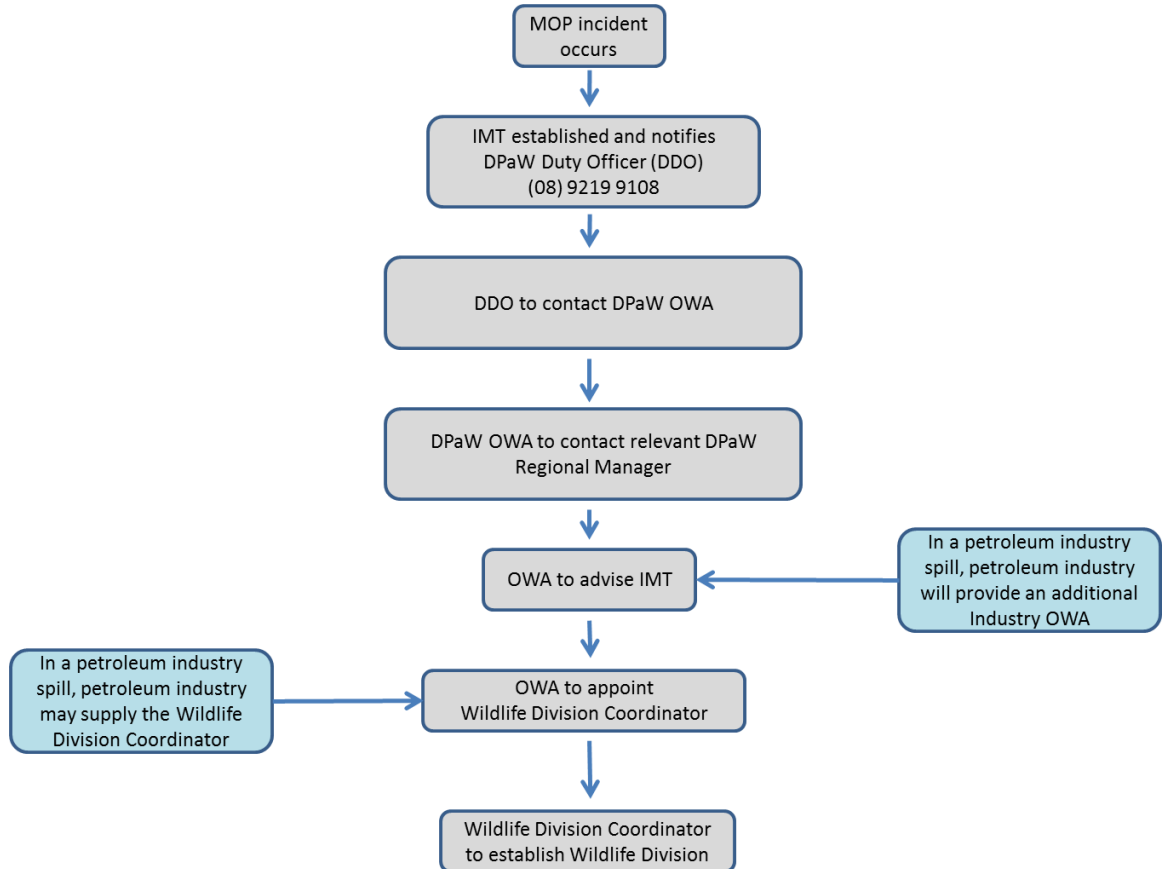 MOP incident
occurs
IMT established and notifies
DPaW Duty Officer (DDO)
(08) 9219 9108
DDO to contact DPaW OWA
DPaW OWA to contact relevant DPaW
Regional Manager
OWA to advise IMT
In a petroleum industry
spill, petroleum industry
will provide an additional
Industry OWA
In a petroleum industry
spill, petroleum industry
may supply the Wildlife
Division Coordinator
OWA to appoint
Wildlife Division Coordinator
Wildlife Division Coordinator
to establish Wildlife Division